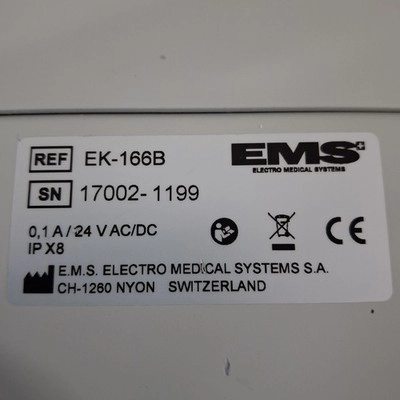 REF EK-166B
EMS
ELECTRO MEDICAL SYSTEMS
SN 17002-1199
0,1 A / 24 V AC/DC
IP X8
CE
E.M.S. ELECTRO MEDICAL SYSTEMS S.A.
CH-1260 NYON SWITZERLAND